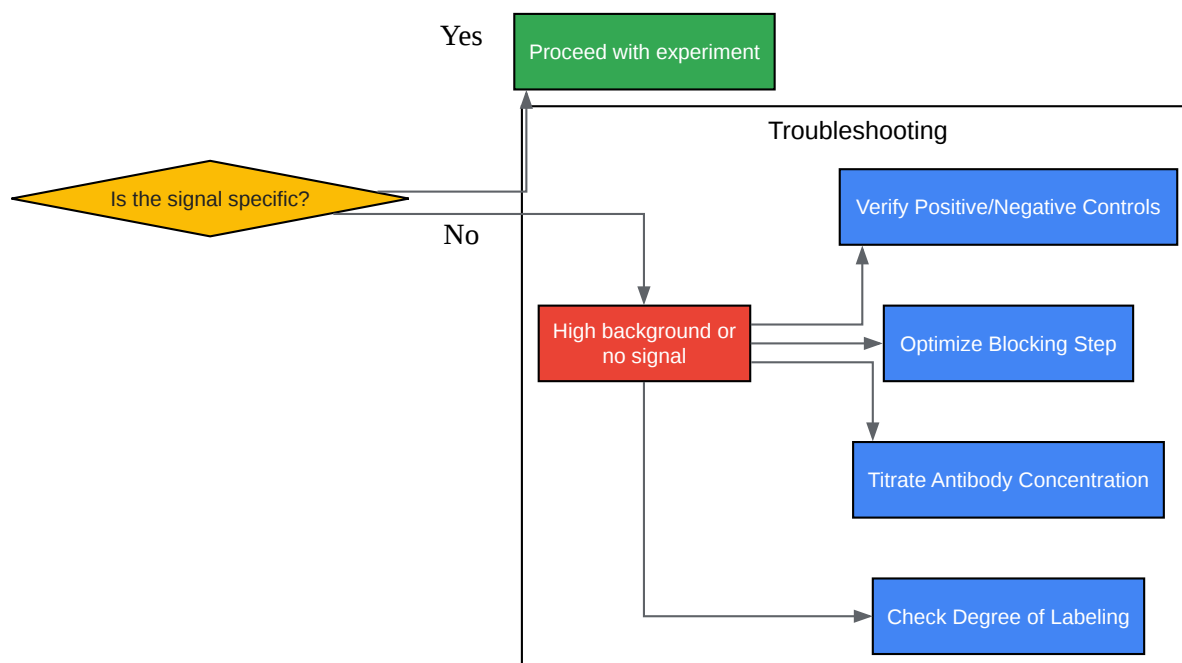 Yes
Proceed with experiment
Troubleshooting
Is the signal specific?
No
Verify Positive/Negative Controls
High background or
no signal
Optimize Blocking Step
Titrate Antibody Concentration
Check Degree of Labeling